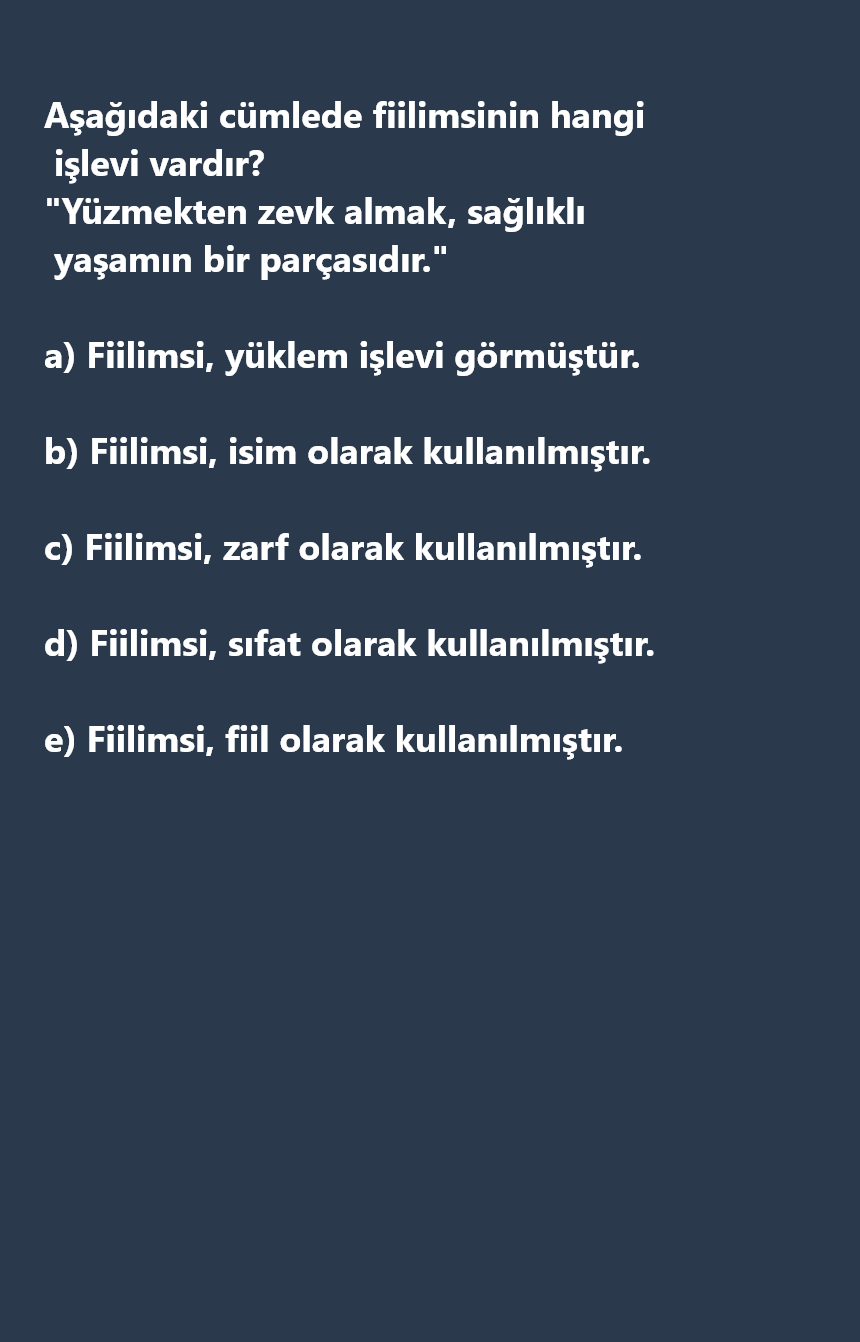 Aşağıdaki cümlede fiilimsinin hangi
işlevi vardır?
"Yüzmekten zevk almak, sağlıklı
yaşamın bir parçasıdır."
a) Fiilimsi, yüklem işlevi görmüştür.
b) Fiilimsi, isim olarak kullanılmıştır.
c) Fiilimsi, zarf olarak kullanılmıştır.
d) Fiilimsi, sıfat olarak kullanılmıştır.
e) Fiilimsi, fiil olarak kullanılmıştır.